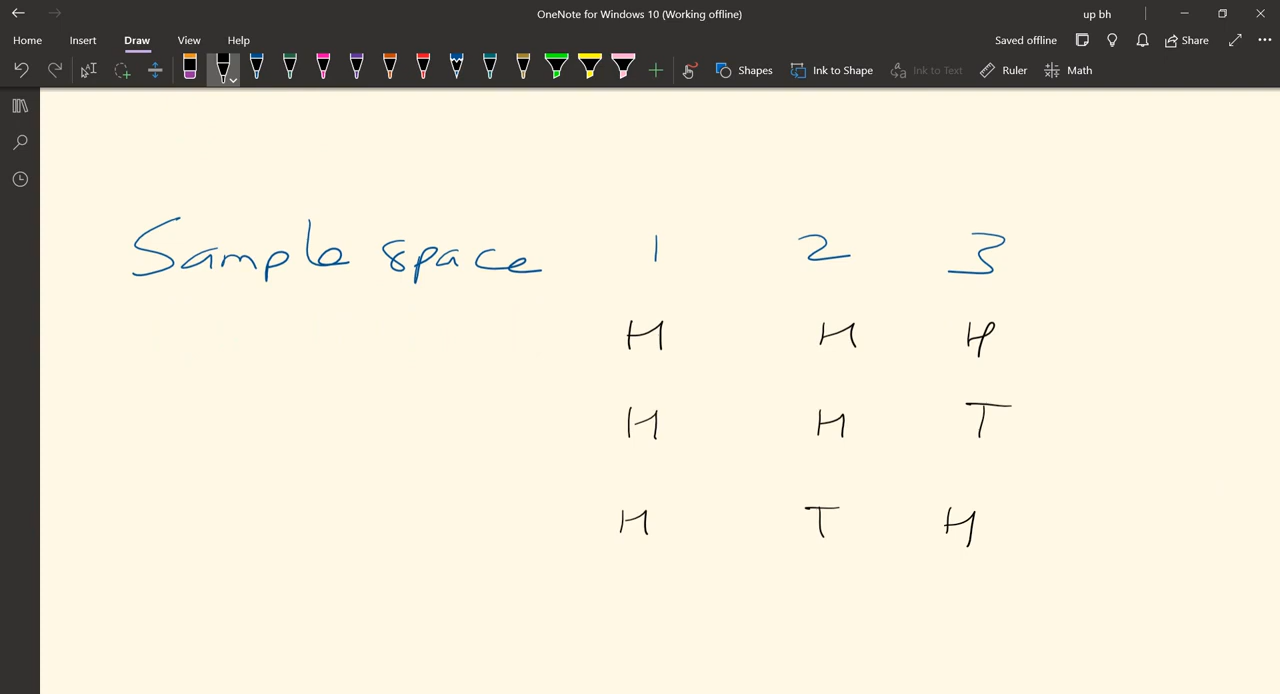 OneNote for Windows 10 (Working offline) up bh
Home Insert Draw View Help Saved offline Share
Shapes Ink to Shape Ink to Text Ruler Math
Sample space 1 2 3
H H H
H H T
H T H